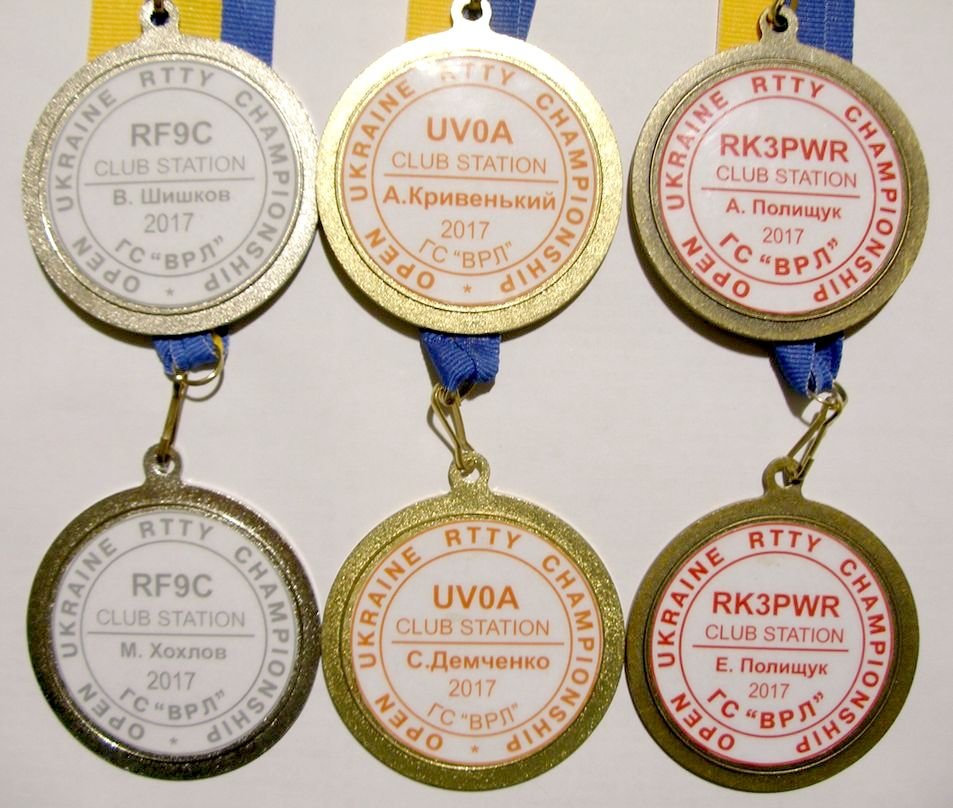 OPEN UKRAINE RTTY CHAMPIONSHIP *
RF9C
CLUB STATION
В. Шишков
2017
ГС “ВРЛ”
OPEN UKRAINE RTTY CHAMPIONSHIP *
UV0A
CLUB STATION
А.Кривенький
2017
ГС “ВРЛ”
OPEN UKRAINE RTTY CHAMPIONSHIP
RK3PWR
CLUB STATION
А. Полищук
2017
ГС “ВРЛ”
OPEN UKRAINE RTTY CHAMPIONSHIP *
RF9C
CLUB STATION
М. Хохлов
2017
ГС “ВРЛ”
OPEN UKRAINE RTTY CHAMPIONSHIP *
UV0A
CLUB STATION
С.Демченко
2017
ГС “ВРЛ”
OPEN UKRAINE RTTY CHAMPIONSHIP
RK3PWR
CLUB STATION
Е. Полищук
2017
ГС “ВРЛ”